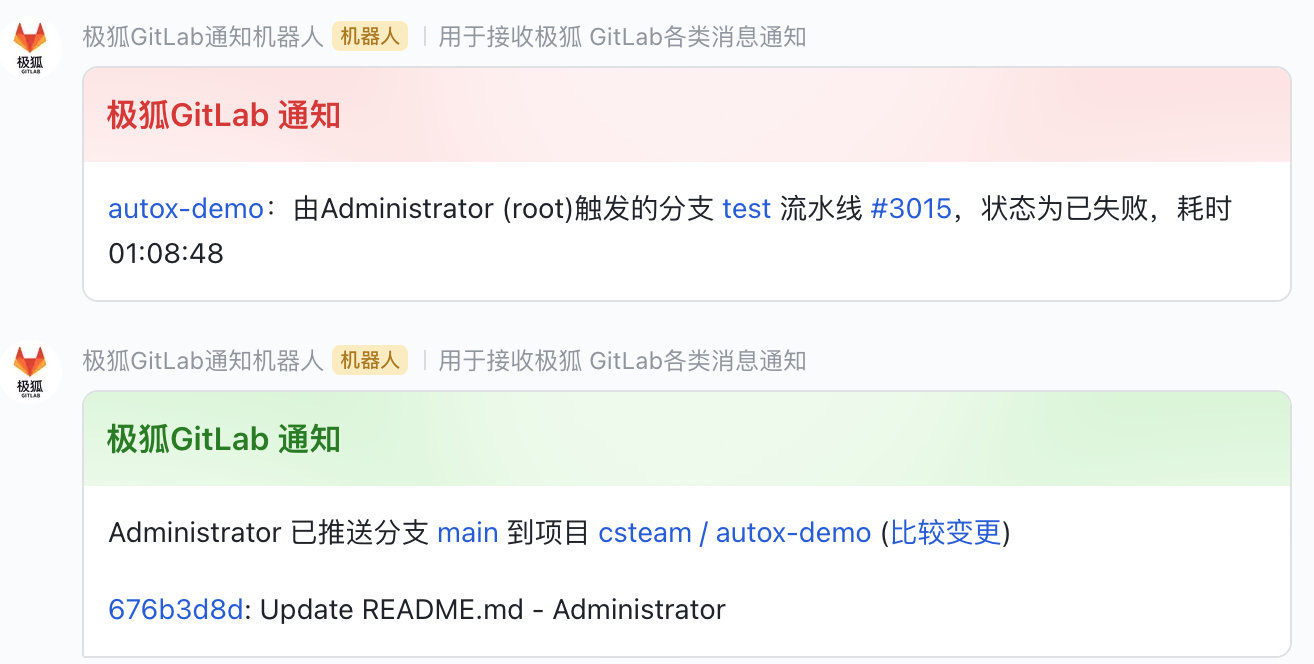 极狐GitLab通知机器人 机器人 | 用于接收极狐 GitLab各类消息通知
极狐
GITLAB
极狐GitLab 通知
autox-demo：由Administrator (root)触发的分支 test 流水线 #3015，状态为已失败，耗时
01:08:48
极狐GitLab通知机器人 机器人 | 用于接收极狐 GitLab各类消息通知
极狐
GITLAB
极狐GitLab 通知
Administrator 已推送分支 main 到项目 csteam / autox-demo (比较变更)
676b3d8d: Update README.md - Administrator